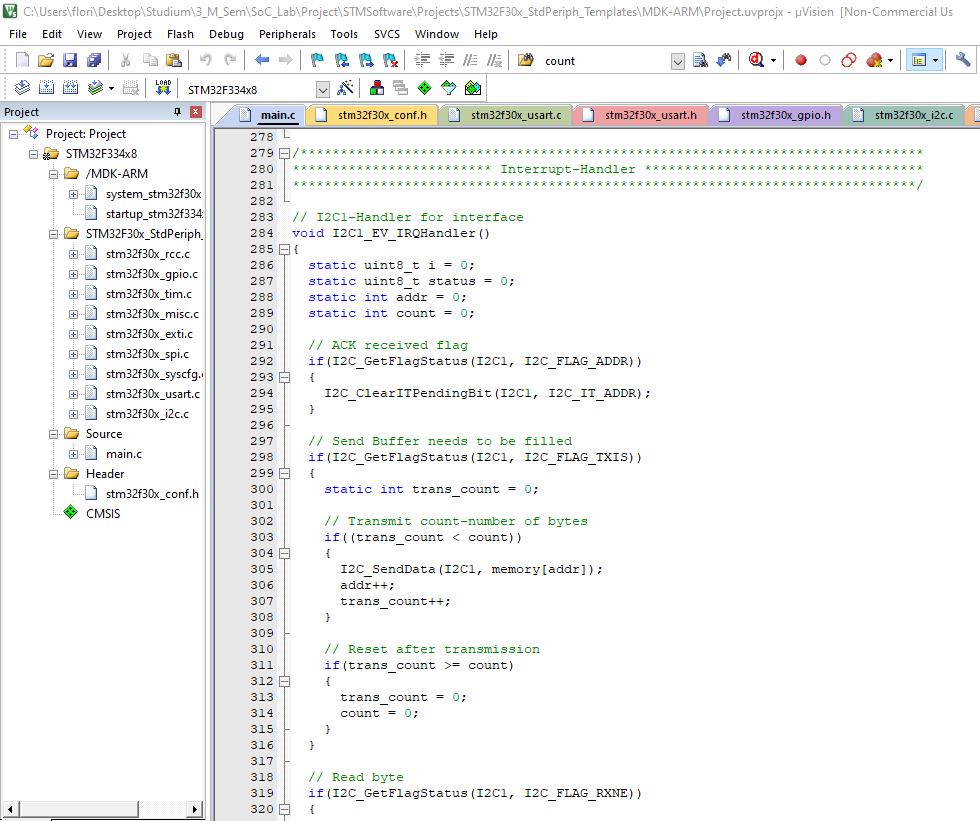 C:\Users\flori\Desktop\Studium\3_M_Sem\SoC_Lab\Project\STMSoftware\Projects\STM32F30x_StdPeriph_Templates\MDK-ARM\Project.uvprojx - µVision [Non-Commercial Us
File Edit View Project Flash Debug Peripherals Tools SVCS Window Help
count
LOAD STM32F334x8
Project
main.c stm32f30x_conf.h stm32f30x_usart.c stm32f30x_usart.h stm32f30x_gpio.h stm32f30x_i2c.c
Project: Project
STM32F334x8
/MDK-ARM
system_stm32f30x
startup_stm32f334
STM32F30x_StdPeriph_
stm32f30x_rcc.c
stm32f30x_gpio.c
stm32f30x_tim.c
stm32f30x_misc.c
stm32f30x_exti.c
stm32f30x_spi.c
stm32f30x_syscfg.
stm32f30x_usart.c
stm32f30x_i2c.c
Source
main.c
Header
stm32f30x_conf.h
CMSIS
278
279 /******************************************************************************
280 ************************* Interrupt-Handler ***********************************
281 ******************************************************************************/
282
283 // I2C1-Handler for interface
284 void I2C1_EV_IRQHandler()
285 {
286 static uint8_t i = 0;
287 static uint8_t status = 0;
288 static int addr = 0;
289 static int count = 0;
290
291 // ACK received flag
292 if(I2C_GetFlagStatus(I2C1, I2C_FLAG_ADDR))
293 {
294 I2C_ClearITPendingBit(I2C1, I2C_IT_ADDR);
295 }
296
297 // Send Buffer needs to be filled
298 if(I2C_GetFlagStatus(I2C1, I2C_FLAG_TXIS))
299 {
300 static int trans_count = 0;
301
302 // Transmit count-number of bytes
303 if((trans_count < count))
304 {
305 I2C_SendData(I2C1, memory[addr]);
306 addr++;
307 trans_count++;
308 }
309
310 // Reset after transmission
311 if(trans_count >= count)
312 {
313 trans_count = 0;
314 count = 0;
315 }
316 }
317
318 // Read byte
319 if(I2C_GetFlagStatus(I2C1, I2C_FLAG_RXNE))
320 {